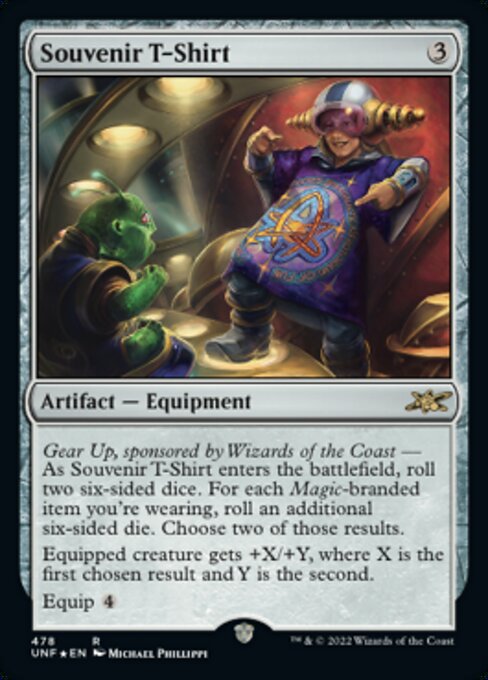 Souvenir T-Shirt 3
Artifact — Equipment
Gear Up, sponsored by Wizards of the Coast —
As Souvenir T-Shirt enters the battlefield, roll
two six-sided dice. For each Magic-branded
item you're wearing, roll an additional
six-sided die. Choose two of those results.
Equipped creature gets +X/+Y, where X is the
first chosen result and Y is the second.
Equip 4
478 R
UNF★EN Michael Phillippi
™ & © 2022 Wizards of the Coast